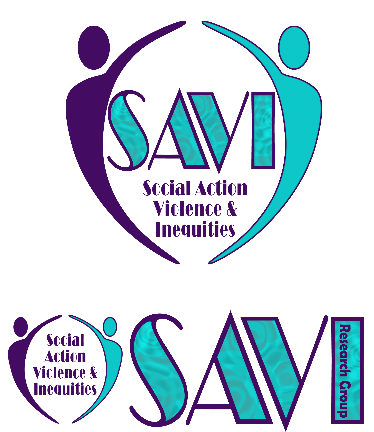 SAVI
Social Action
Violence &
Inequities
Social
Action
Violence &
Inequities
SAVI
Research Group